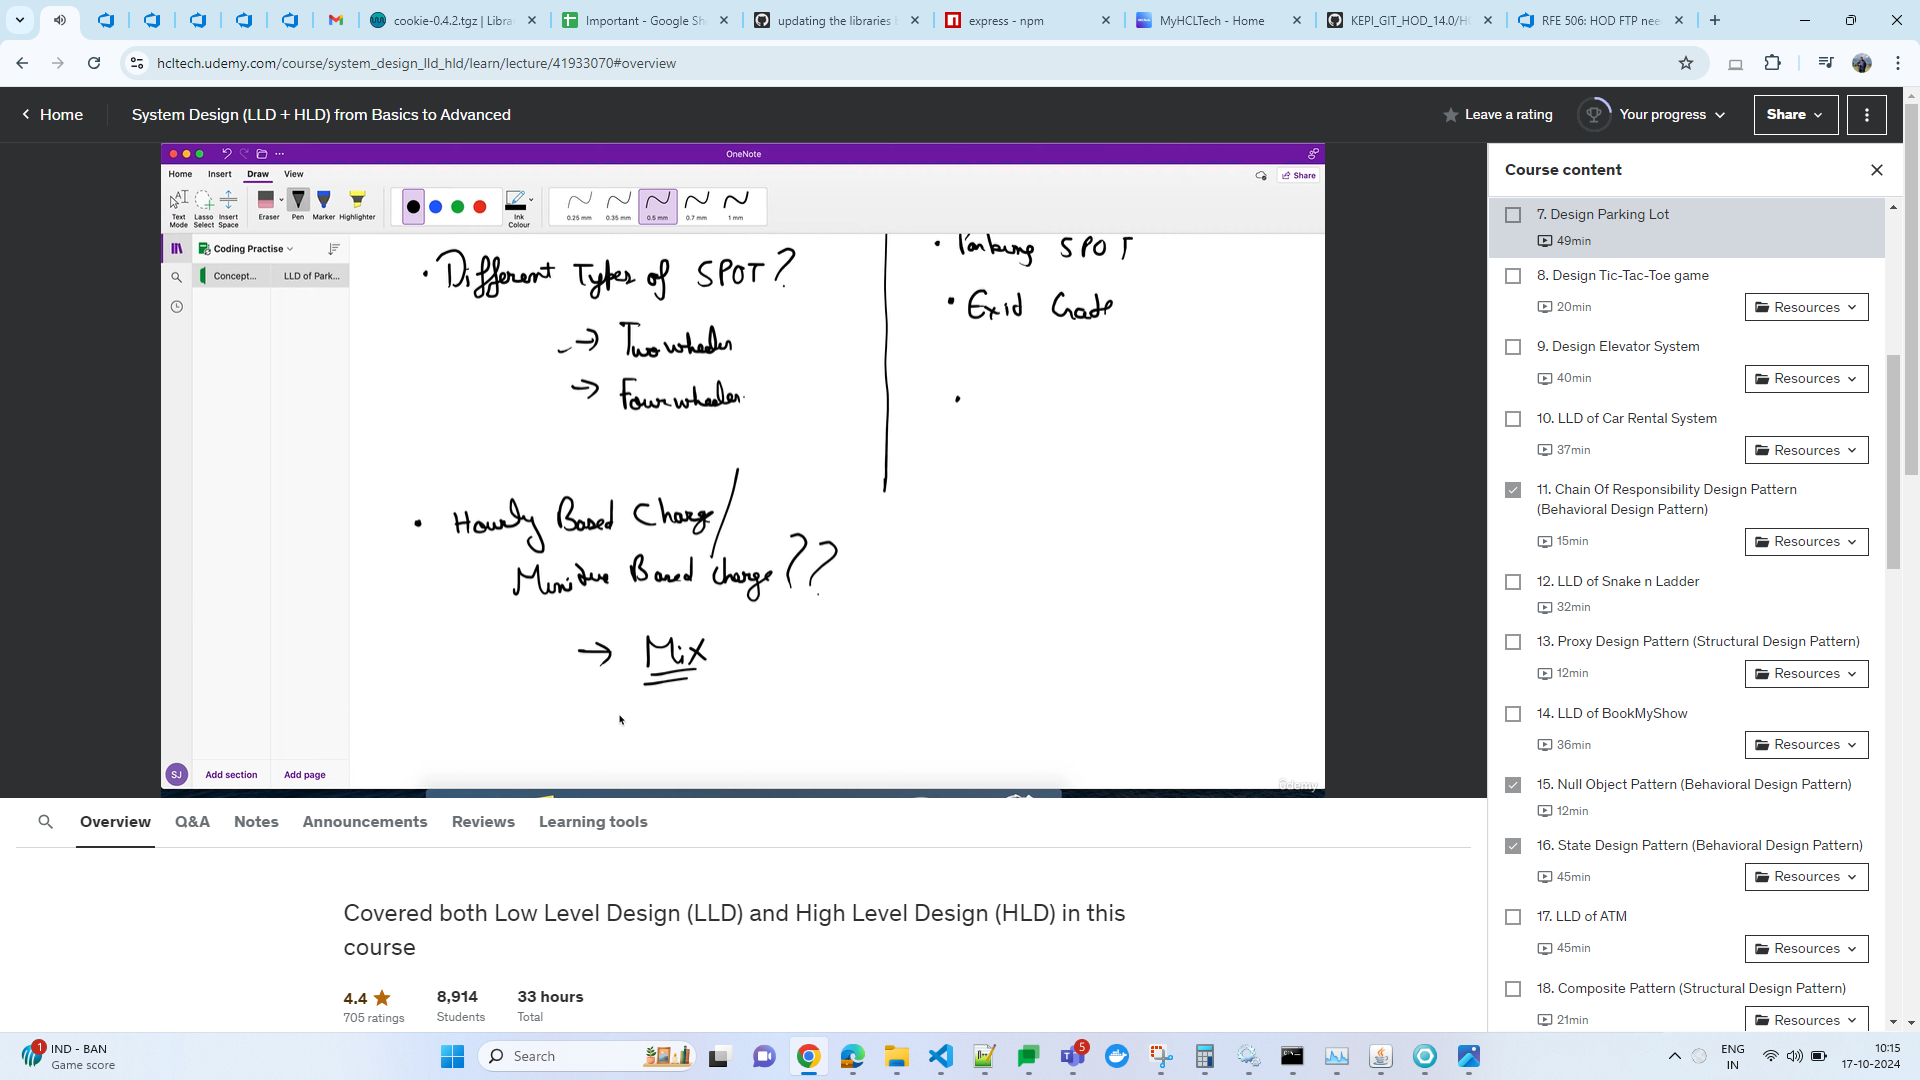 cookie-0.4.2.tgz | Libra
Important - Google Sh
updating the libraries
express - npm
MyHCLTech - Home
KEPI_GIT_HOD_14.0/H
RFE 506: HOD FTP nee
hcltech.udemy.com/course/system_design_lld_hld/learn/lecture/41933070#overview
Home
System Design (LLD + HLD) from Basics to Advanced
Leave a rating
Your progress
Share
OneNote
Home Insert Draw View
Share
Text Mode
Lasso Select
Insert Space
Eraser
Pen
Marker
Highlighter
Ink Colour
0.25 mm
0.35 mm
0.5 mm
0.7 mm
1 mm
Coding Practise
Concept...
LLD of Park...
• Different Types of SPOT?
→ Two wheeler
→ Four wheeler
• Hourly Based Charge/
Minitue Based charge ??
→ Mix
• Parking SPOT
• Exid Gate
•
SJ
Add section
Add page
Udemy
Course content
7. Design Parking Lot
49min
8. Design Tic-Tac-Toe game
20min
Resources
9. Design Elevator System
40min
Resources
10. LLD of Car Rental System
37min
Resources
11. Chain Of Responsibility Design Pattern
(Behavioral Design Pattern)
15min
Resources
12. LLD of Snake n Ladder
32min
13. Proxy Design Pattern (Structural Design Pattern)
12min
Resources
14. LLD of BookMyShow
36min
Resources
15. Null Object Pattern (Behavioral Design Pattern)
12min
16. State Design Pattern (Behavioral Design Pattern)
45min
Resources
17. LLD of ATM
45min
Resources
18. Composite Pattern (Structural Design Pattern)
21min
Resources
Overview
Q&A
Notes
Announcements
Reviews
Learning tools
Covered both Low Level Design (LLD) and High Level Design (HLD) in this
course
4.4
705 ratings
8,914
Students
33 hours
Total
1
IND - BAN
Game score
Search
5
ENG
IN
10:15
17-10-2024